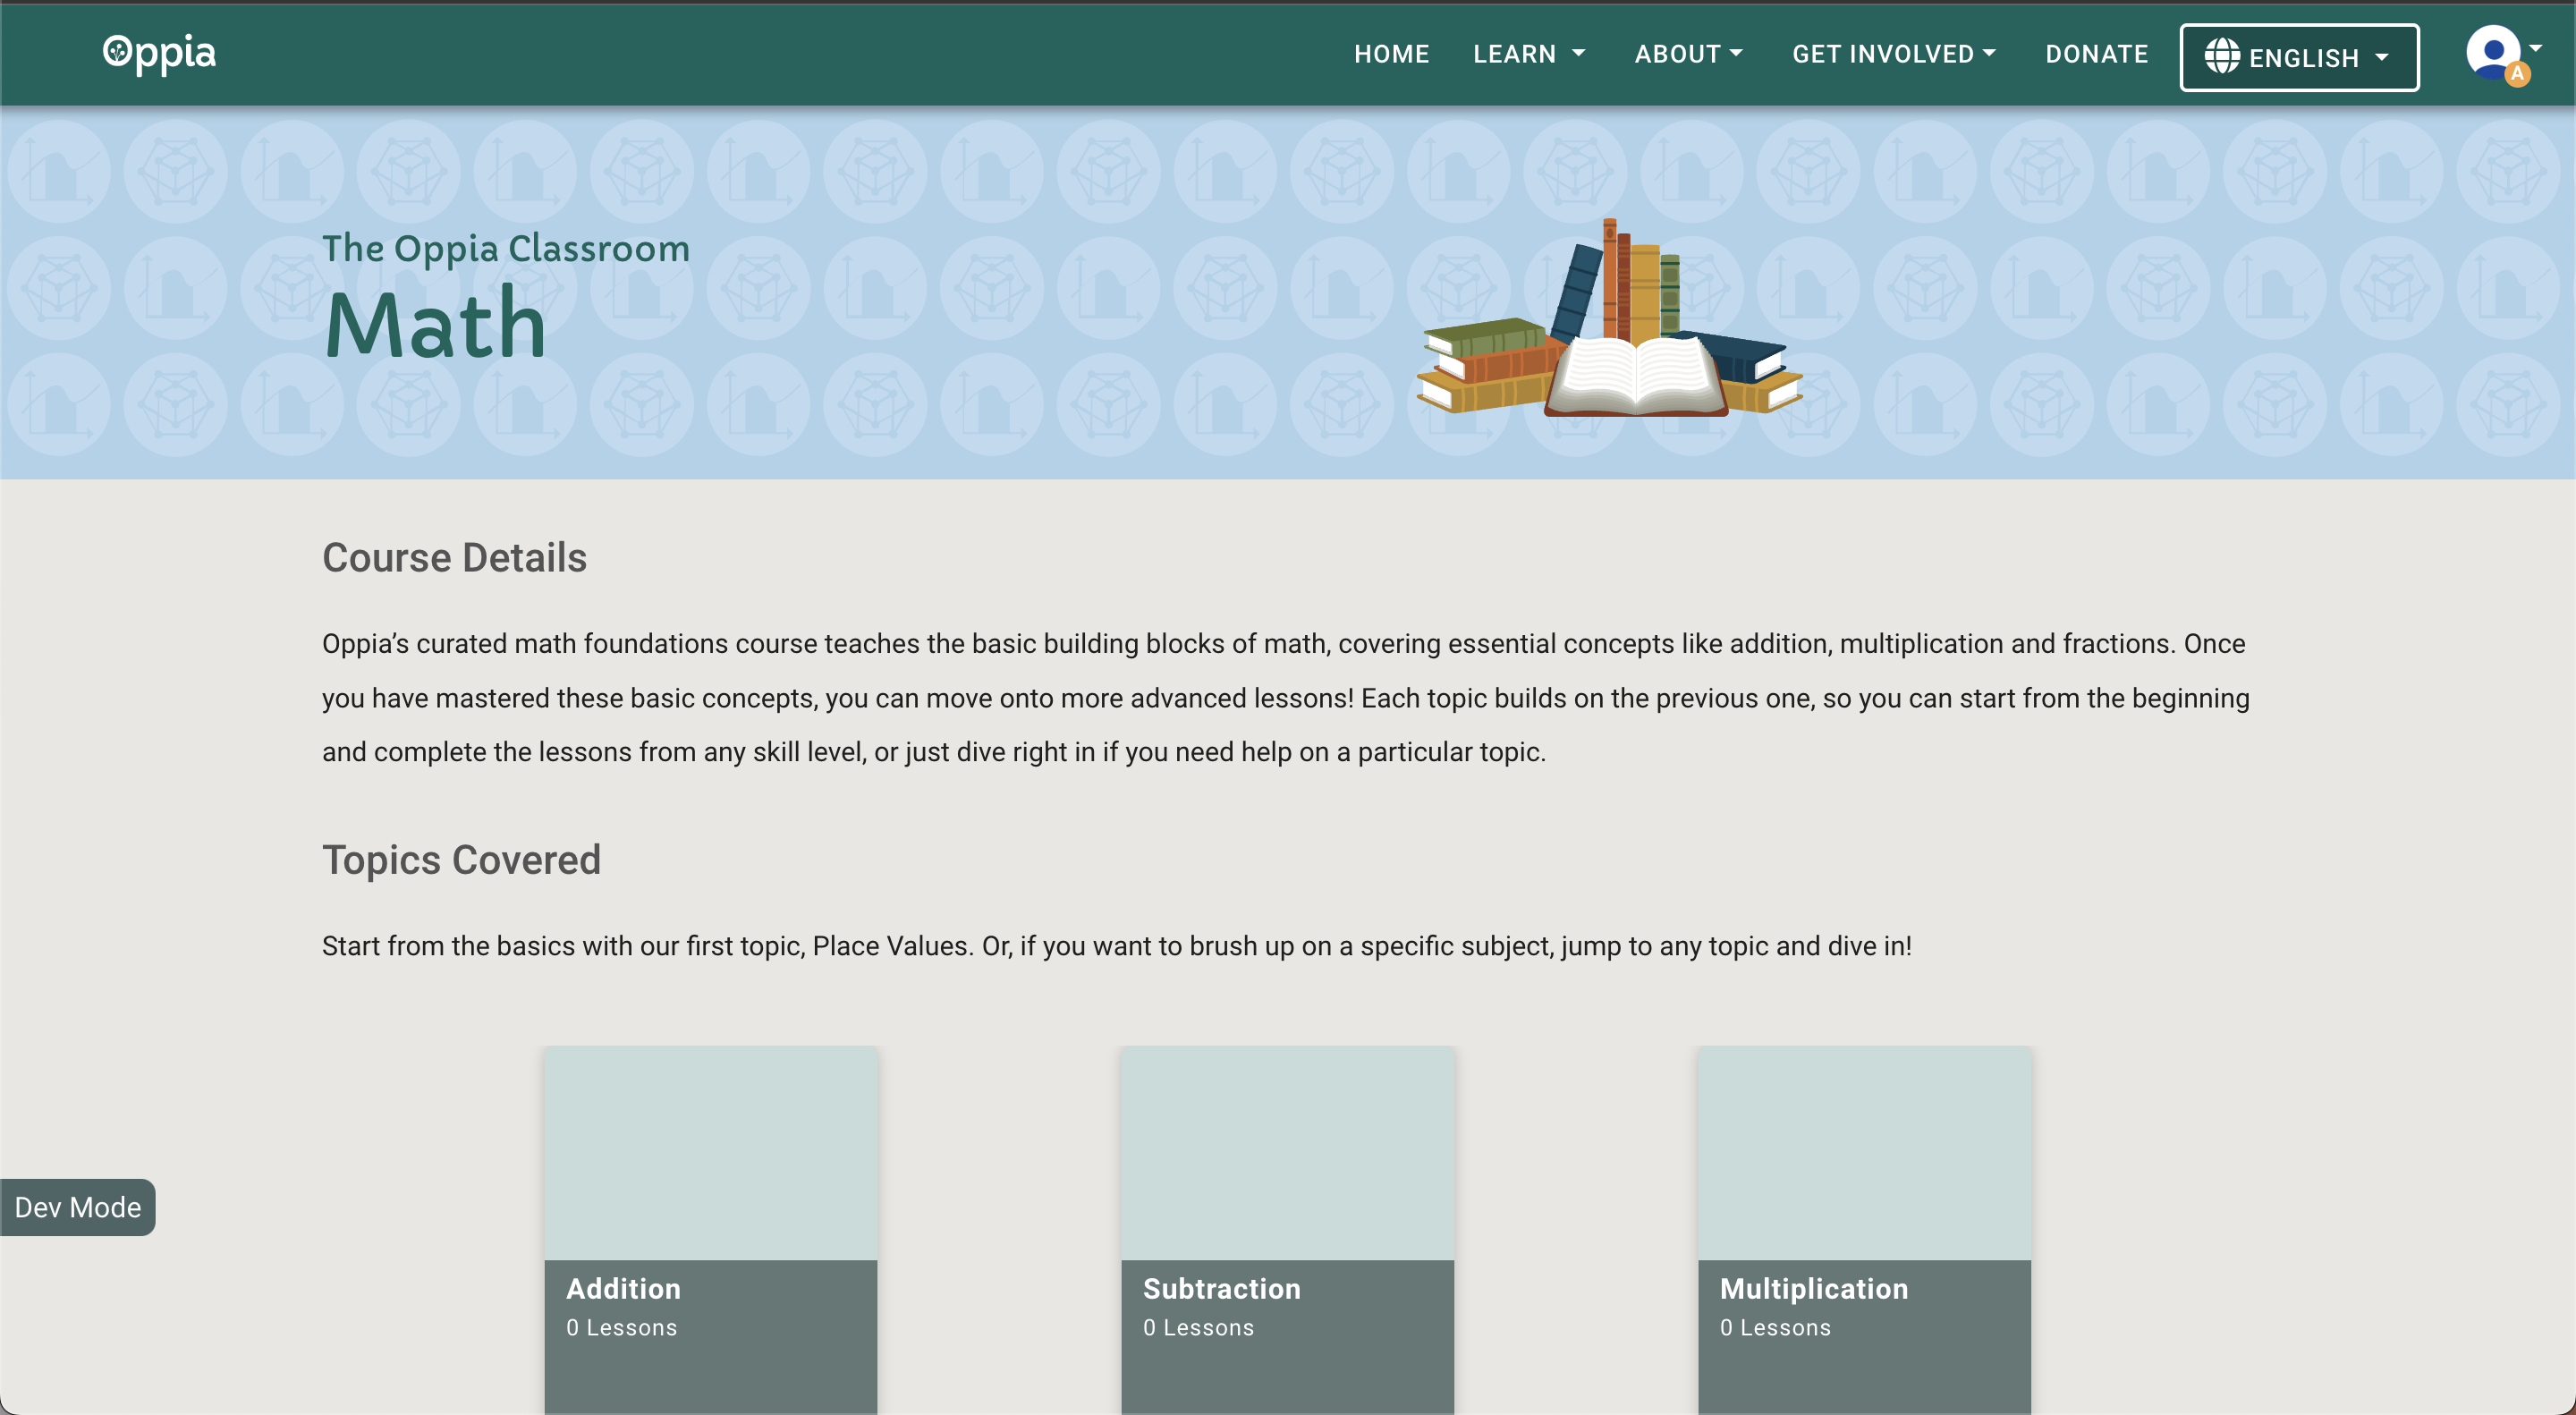 Oppia
HOME LEARN ABOUT GET INVOLVED DONATE ENGLISH
A
The Oppia Classroom
Math
Course Details
Oppia’s curated math foundations course teaches the basic building blocks of math, covering essential concepts like addition, multiplication and fractions. Once
you have mastered these basic concepts, you can move onto more advanced lessons! Each topic builds on the previous one, so you can start from the beginning
and complete the lessons from any skill level, or just dive right in if you need help on a particular topic.
Topics Covered
Start from the basics with our first topic, Place Values. Or, if you want to brush up on a specific subject, jump to any topic and dive in!
Dev Mode
Addition
0 Lessons
Subtraction
0 Lessons
Multiplication
0 Lessons